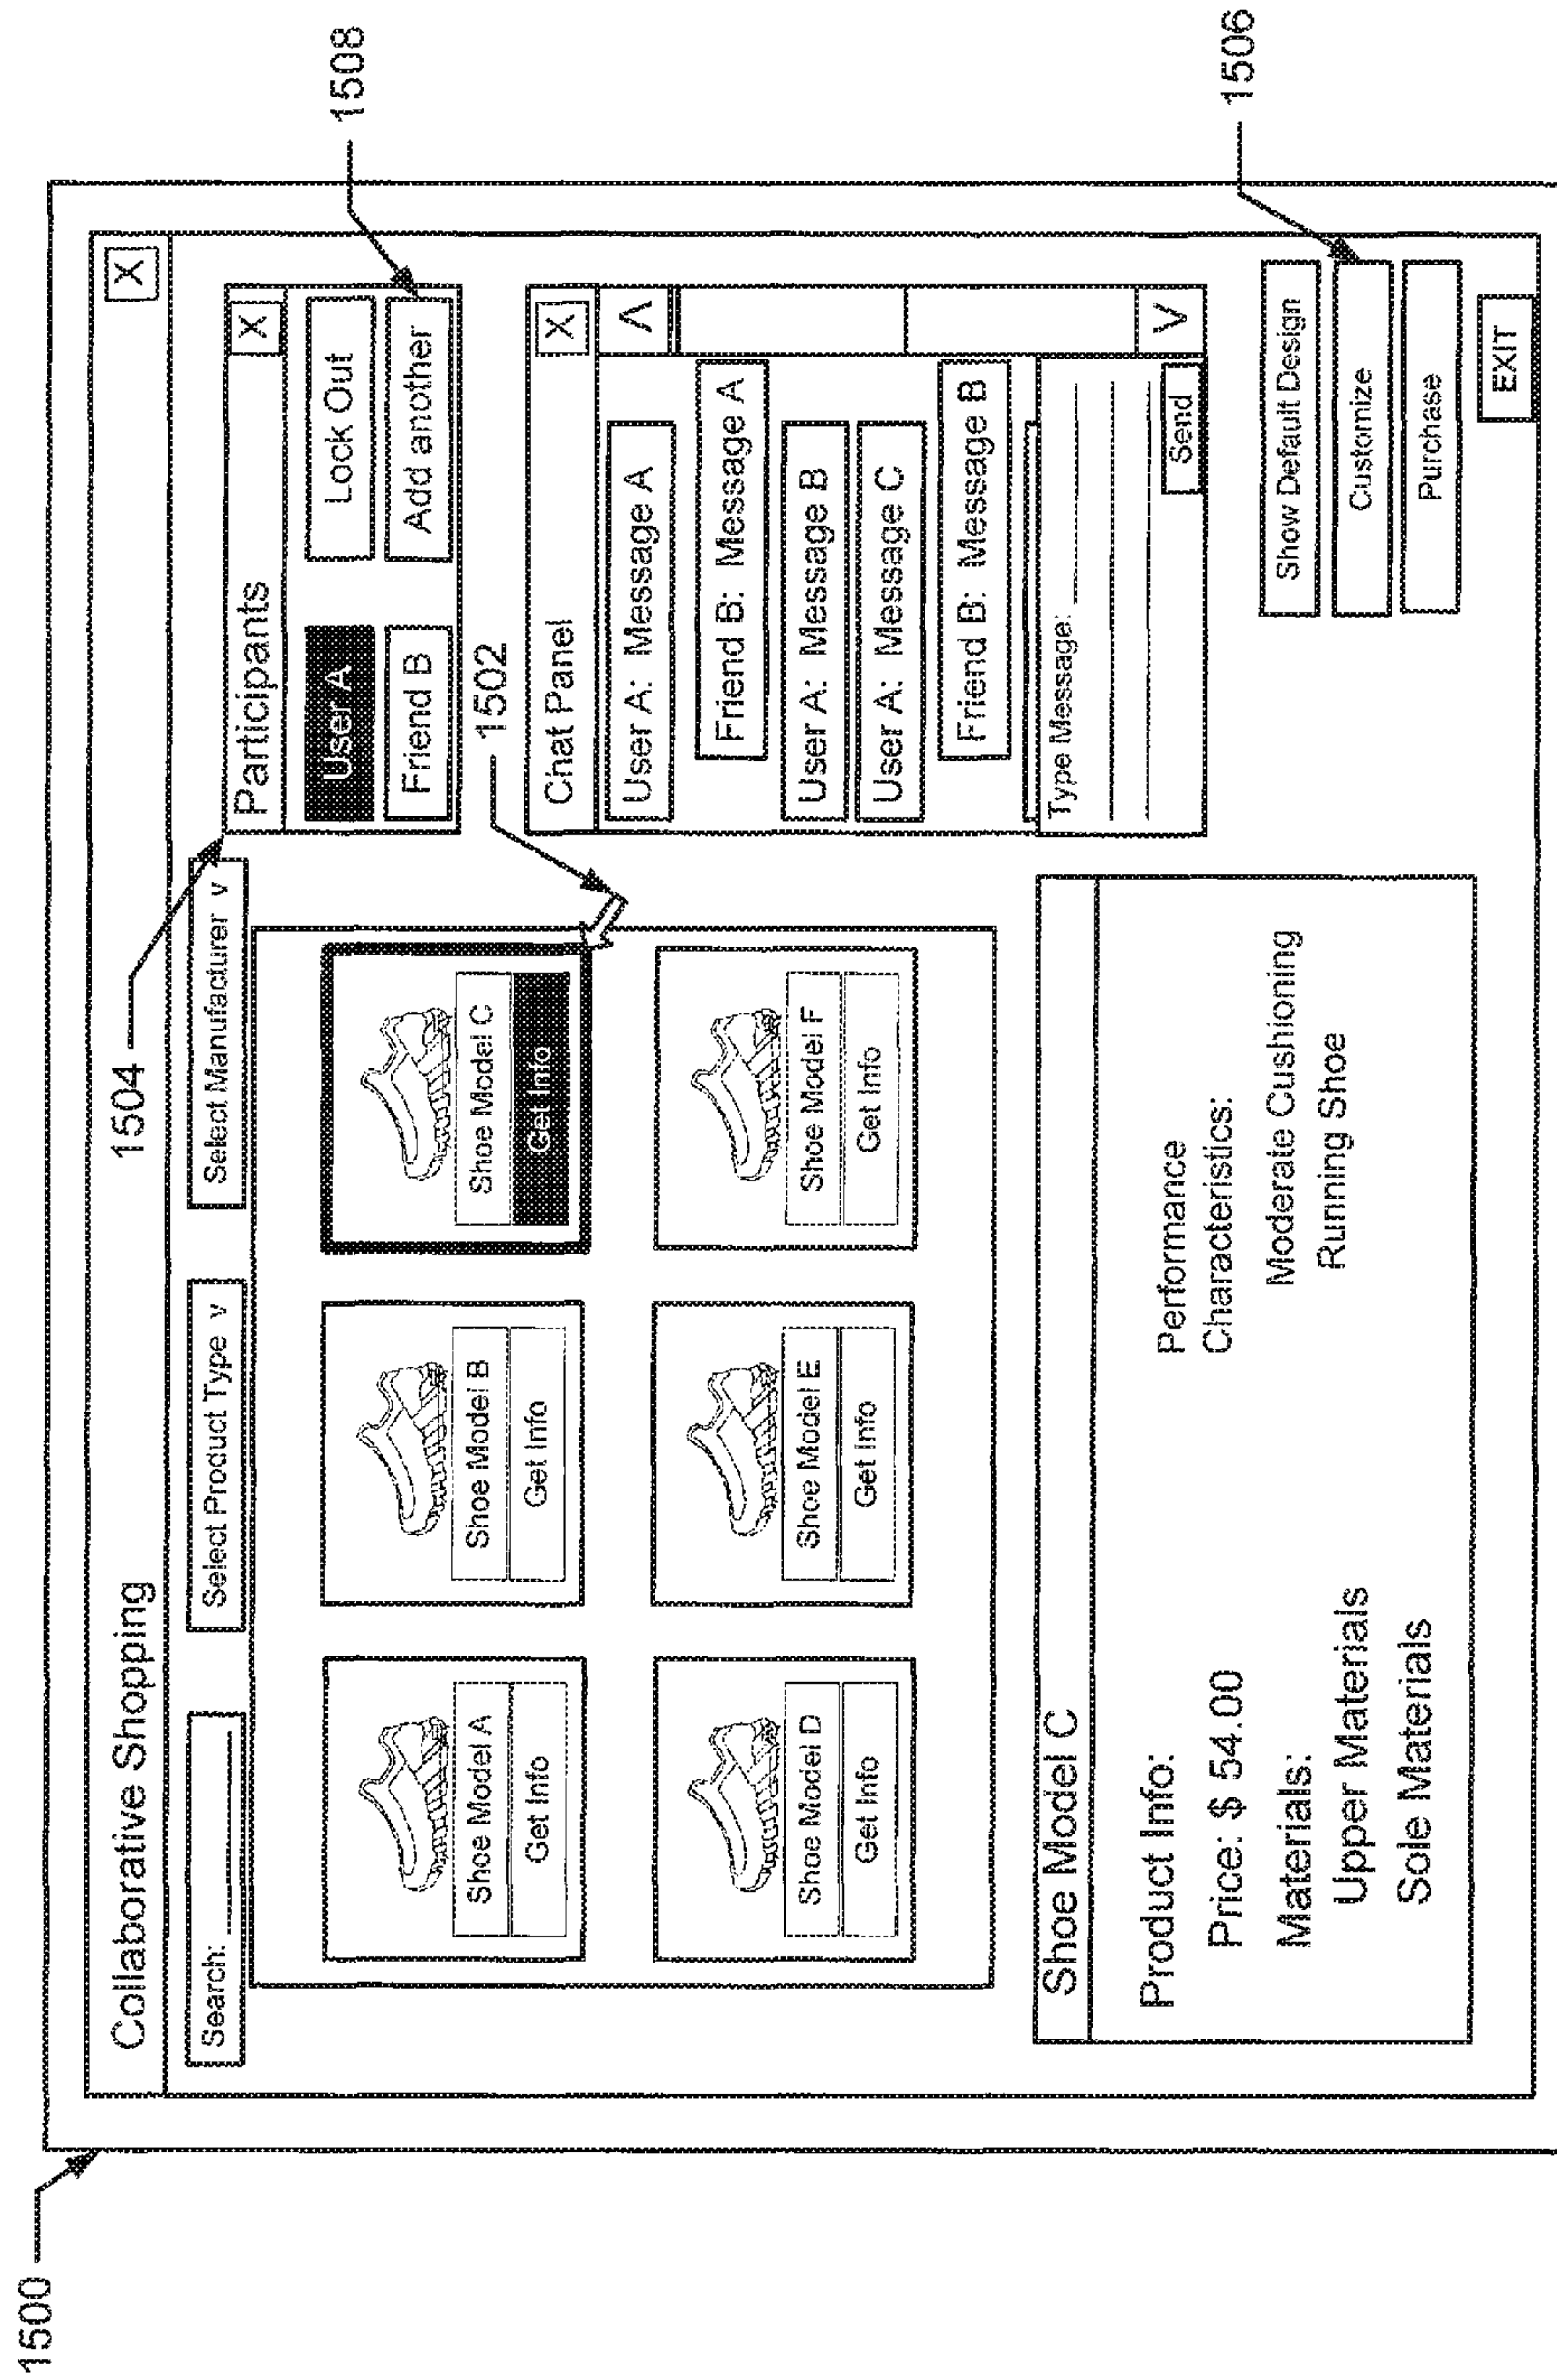 1500
Collaborative Shopping
X
1504
1508
Search:
Select Product Type v
Select Manufacturer v
Participants
X
User A
Lock Out
Friend B
Add another
1502
Shoe Model A
Get Info
Shoe Model B
Get Info
Shoe Model C
Get Info
Shoe Model D
Get Info
Shoe Model E
Get Info
Shoe Model F
Get Info
Chat Panel
X
User A: Message A
Friend B: Message A
User A: Message B
User A: Message C
Friend B: Message B
Type Message:
Send
Shoe Model C
Product Info:
Price: $ 54.00
Materials:
Upper Materials
Sole Materials
Performance
Characteristics:
Moderate Cushioning
Running Shoe
1506
Show Default Design
Customize
Purchase
EXIT